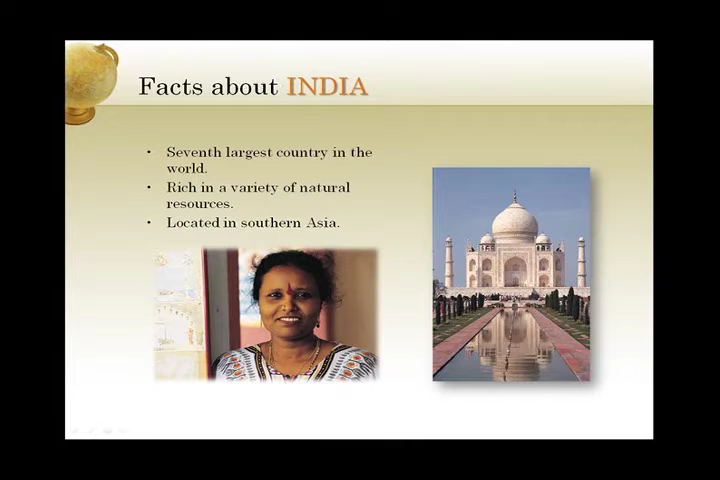 Facts about INDIA
• Seventh largest country in the
world.
• Rich in a variety of natural
resources.
• Located in southern Asia.